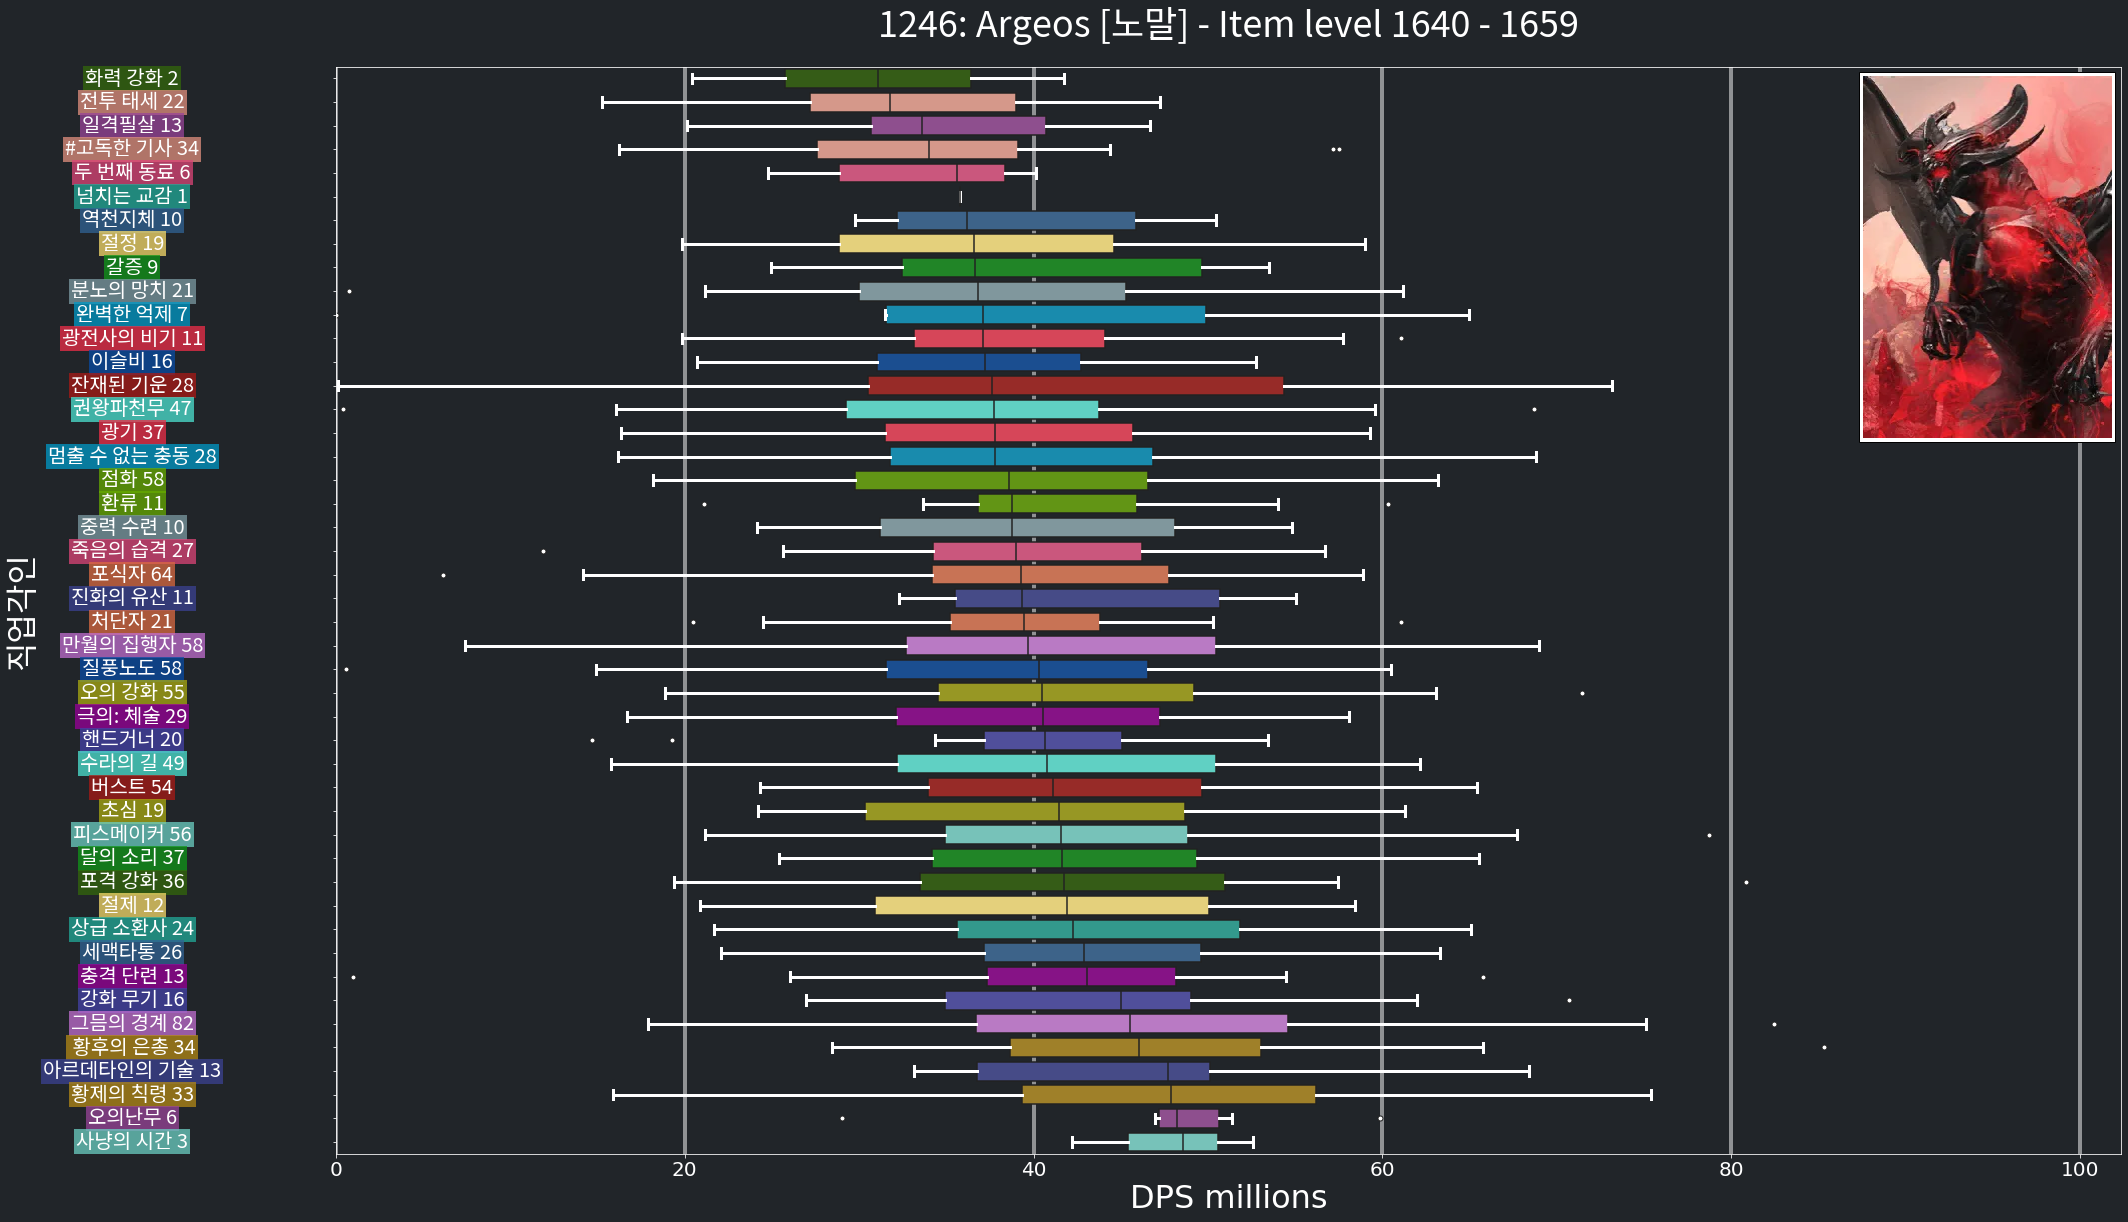 1246: Argeos [노말] - Item level 1640 - 1659
화력 강화 2
전투 태세 22
일격필살 13
#고독한 기사 34
두 번째 동료 6
넘치는 교감 1
역천지체 10
절정 19
갈증 9
분노의 망치 21
완벽한 억제 7
광전사의 비기 11
이슬비 16
잔재된 기운 28
권왕파천무 47
광기 37
멈출 수 없는 충동 28
점화 58
환류 11
중력 수련 10
죽음의 습격 27
포식자 64
진화의 유산 11
처단자 21
만월의 집행자 58
질풍노도 58
오의 강화 55
극의: 체술 29
핸드거너 20
수라의 길 49
버스트 54
초심 19
피스메이커 56
달의 소리 37
포격 강화 36
절제 12
상급 소환사 24
세맥타통 26
충격 단련 13
강화 무기 16
그믐의 경계 82
황후의 은총 34
아르데타인의 기술 13
황제의 칙령 33
오의난무 6
사냥의 시간 3
직업각인
0 20 40 60 80 100
DPS millions